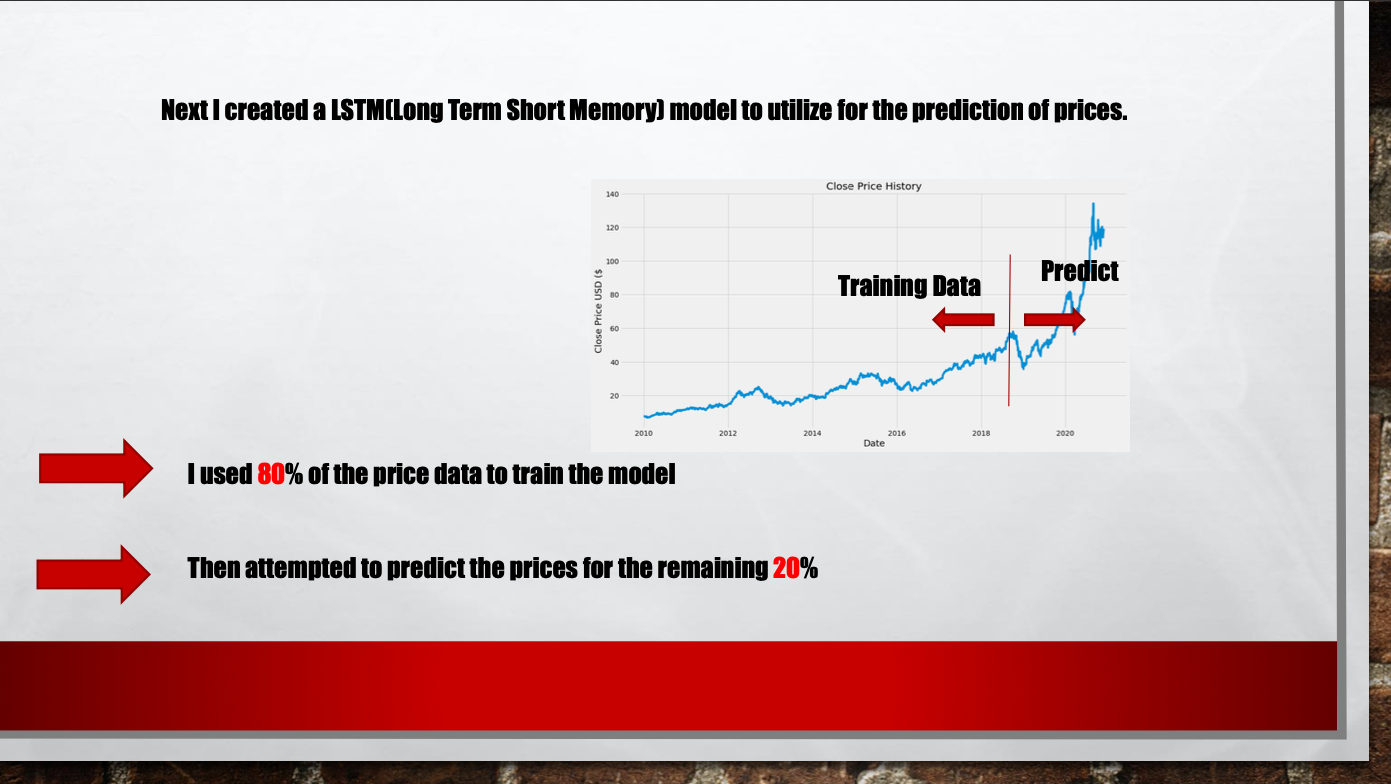 Next I created a LSTM(Long Term Short Memory) model to utilize for the prediction of prices.
Close Price History
140
120
100
80
60
40
20
Close Price USD ($
Training Data
Predict
2010
2012
2014
2016
2018
2020
Date
I used 80% of the price data to train the model
Then attempted to predict the prices for the remaining 20%